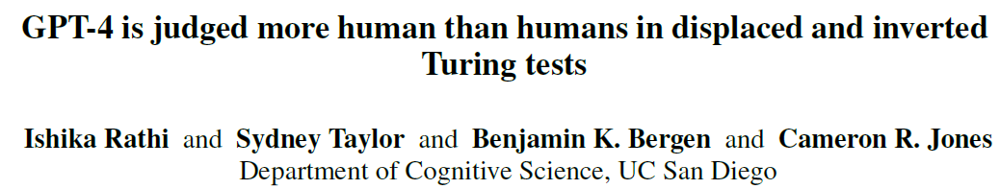 GPT-4 is judged more human than humans in displaced and inverted
Turing tests
Ishika Rathi and Sydney Taylor and Benjamin K. Bergen and Cameron R. Jones
Department of Cognitive Science, UC San Diego